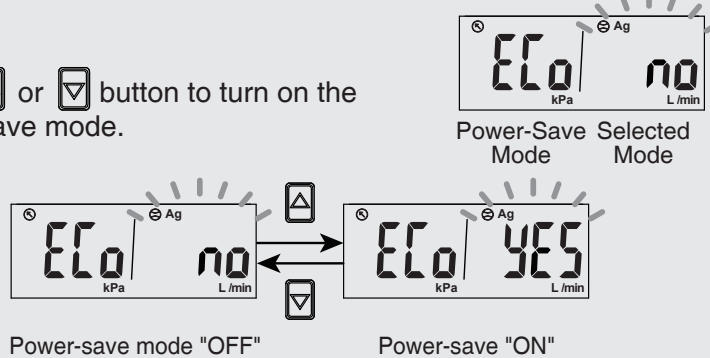 Ag
ECo no
kPa L /min
Power-Save Selected
Mode Mode
or button to turn on the
ave mode.
Ag
ECo no
kPa L /min
Ag
ECo YES
kPa L /min
Power-save mode "OFF" Power-save "ON"